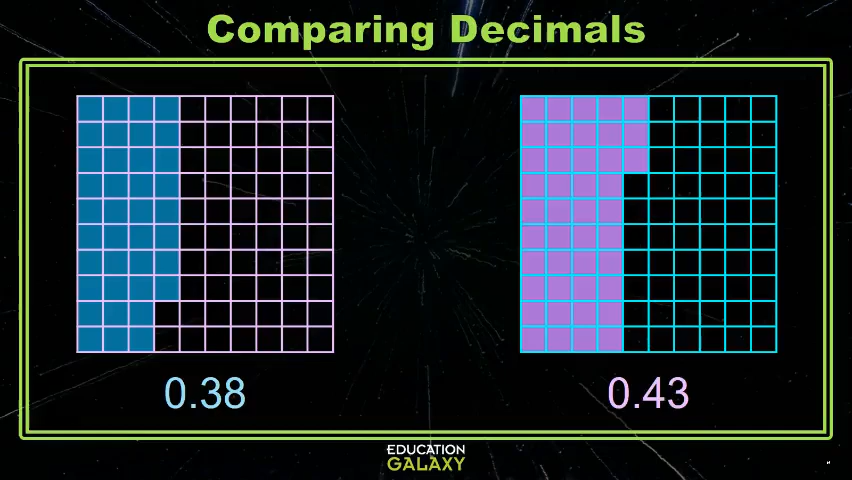 Comparing Decimals
0.38
0.43
EDUCATION
GALAXY